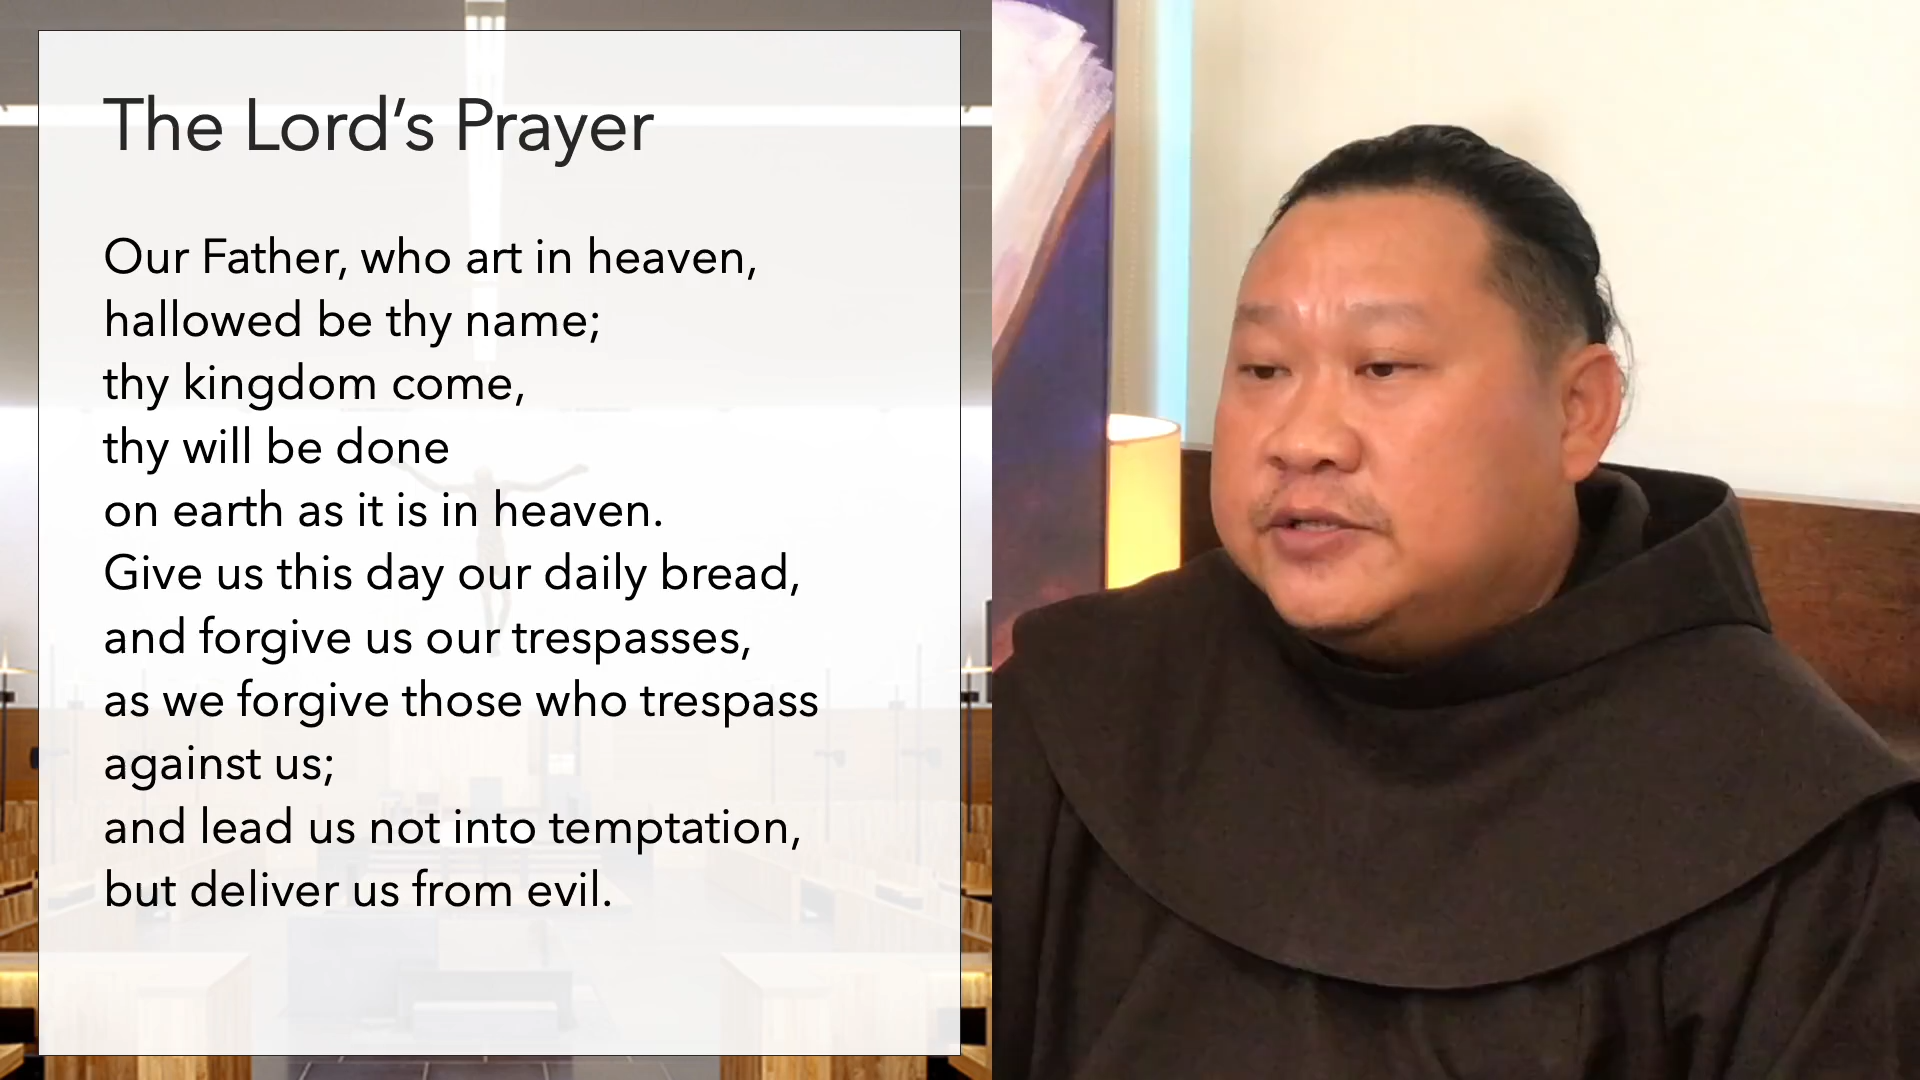 The Lord’s Prayer
Our Father, who art in heaven,
hallowed be thy name;
thy kingdom come,
thy will be done
on earth as it is in heaven.
Give us this day our daily bread,
and forgive us our trespasses,
as we forgive those who trespass
against us;
and lead us not into temptation,
but deliver us from evil.